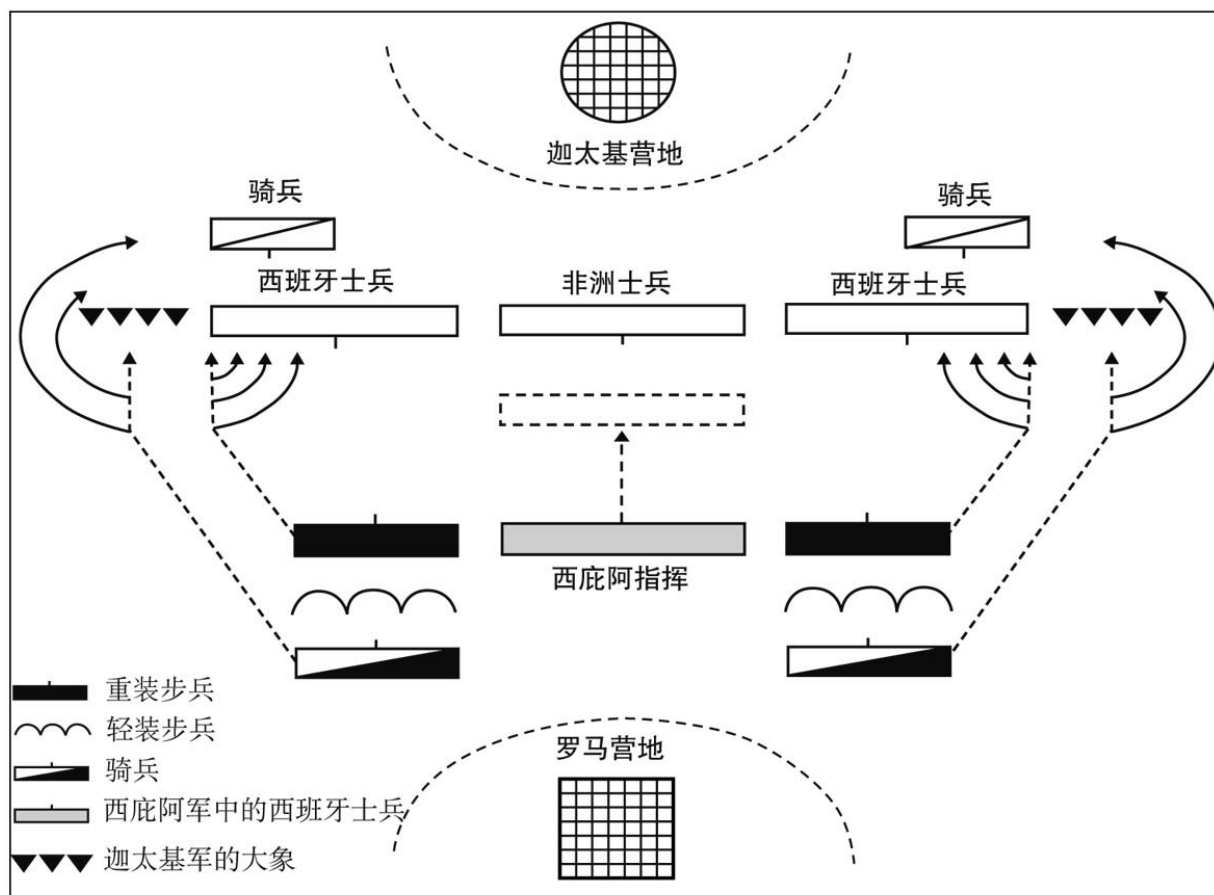 迦太基营地
骑兵
骑兵
西班牙士兵
非洲士兵
西班牙士兵
西庇阿指挥
重装步兵
轻装步兵
骑兵
西庇阿军中的西班牙士兵
迦太基军的大象
罗马营地